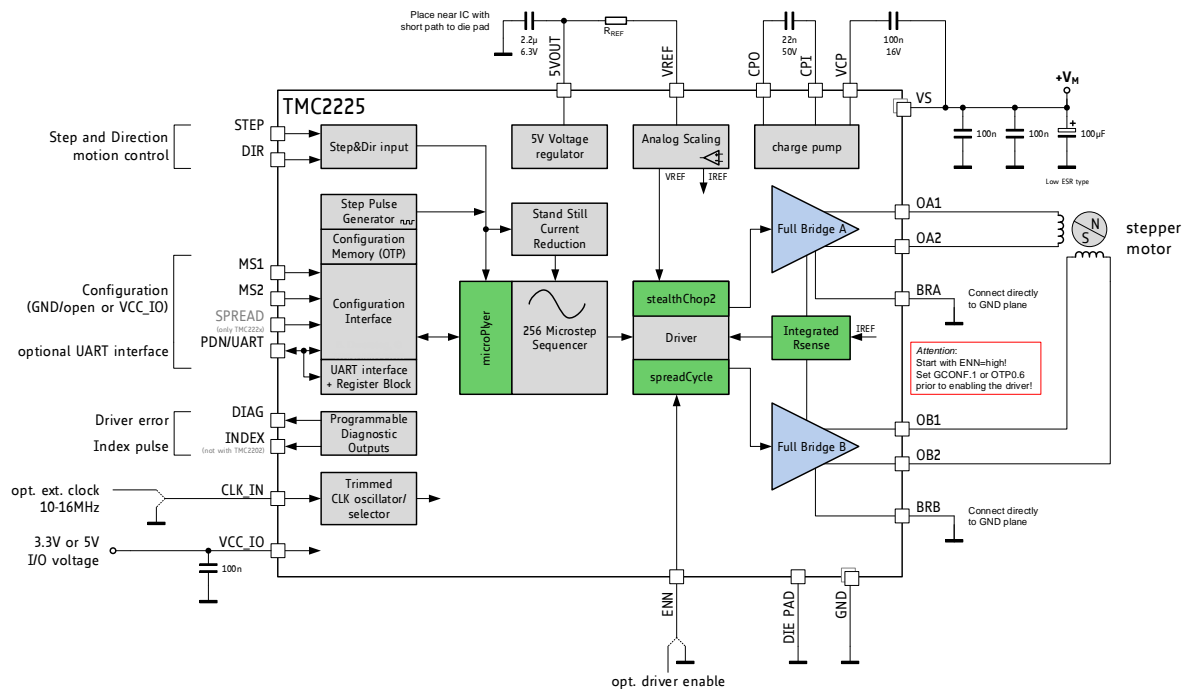 Place near IC with
short path to die pad
2.2µ
6.3V
RREF
5VOUT
VREF
CPO
22n
50V
CPI
VCP
100n
16V
+VM
VS
100n
100n
+
100µF
Low ESR type
TMC2225
Step and Direction
motion control
STEP
DIR
Step&Dir input
5V Voltage
regulator
Analog Scaling
VREF
IREF
charge pump
Step Pulse
Generator
Configuration
Memory (OTP)
Stand Still
Current
Reduction
Full Bridge A
OA1
OA2
N
S
stepper
motor
Configuration
(GND/open or VCC_IO)
optional UART interface
MS1
MS2
SPREAD
(only TMC222x)
PDN/UART
Configuration
Interface
UART interface
+ Register Block
microPlyer
256 Microstep
Sequencer
stealthChop2
Driver
spreadCycle
Integrated
Rsense
IREF
BRA
Connect directly
to GND plane
Attention:
Start with ENN=high!
Set GCONF.1 or OTP0.6
prior to enabling the driver!
Driver error
Index pulse
DIAG
INDEX
(not with TMC2202)
Programmable
Diagnostic
Outputs
Full Bridge B
OB1
OB2
opt. ext. clock
10-16MHz
CLK_IN
Trimmed
CLK oscillator/
selector
BRB
Connect directly
to GND plane
3.3V or 5V
I/O voltage
VCC_IO
100n
ENN
DIE PAD
GND
opt. driver enable